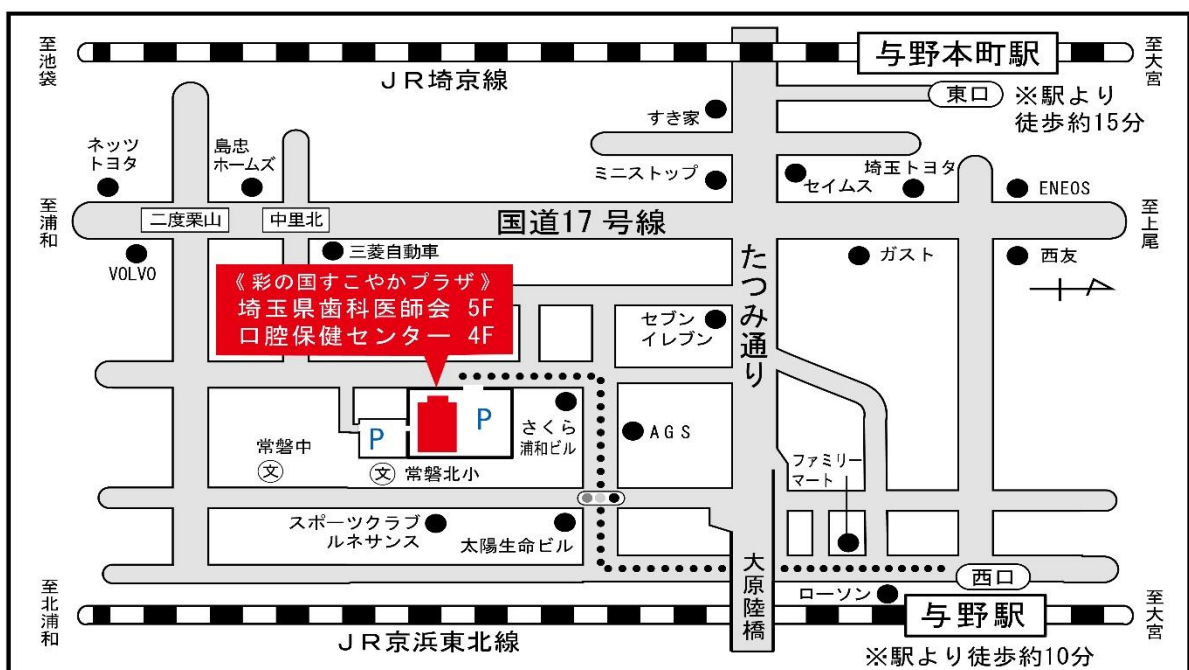 至池袋
JR埼京線
与野本町駅
至大宮
東口
※駅より
徒歩約15分
すき家
ネッツ
トヨタ
島忠
ホームズ
ミニストップ
セイムス
埼玉トヨタ
ENEOS
至浦和
二度栗山
中里北
国道17号線
至上尾
VOLVO
三菱自動車
たつみ通り
ガスト
西友
《彩の国すこやかプラザ》
埼玉県歯科医師会 5F
口腔保健センター 4F
セブン
イレブン
P
P
さくら
浦和ビル
AGS
常磐中
文
文
常磐北小
ファミリー
マート
スポーツクラブ
ルネサンス
太陽生命ビル
大原陸橋
西口
ローソン
至北浦和
JR京浜東北線
与野駅
至大宮
※駅より徒歩約10分